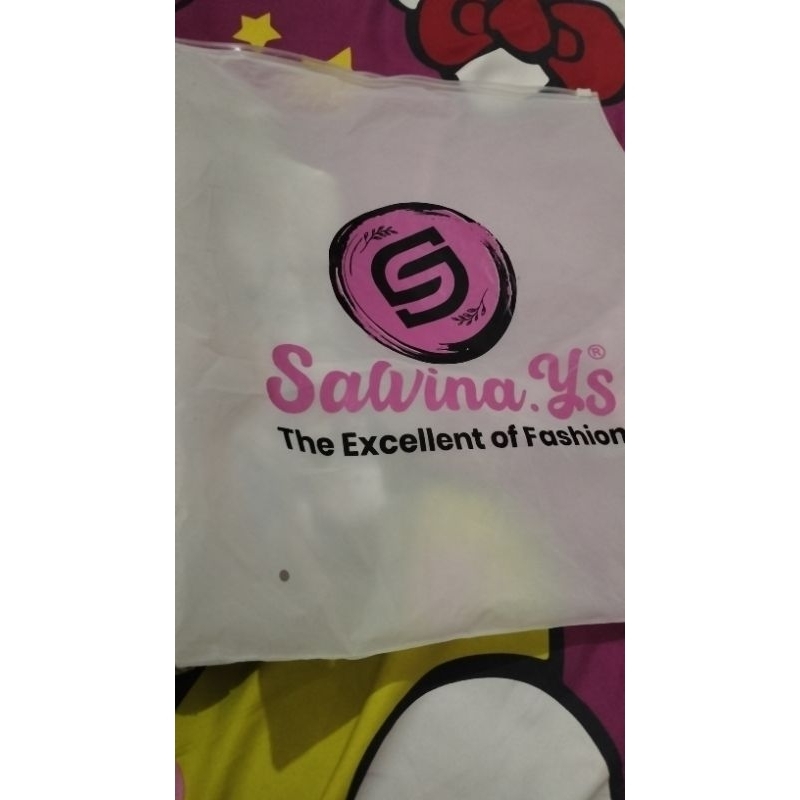 Salvina.Ys®
The Excellent of Fashion